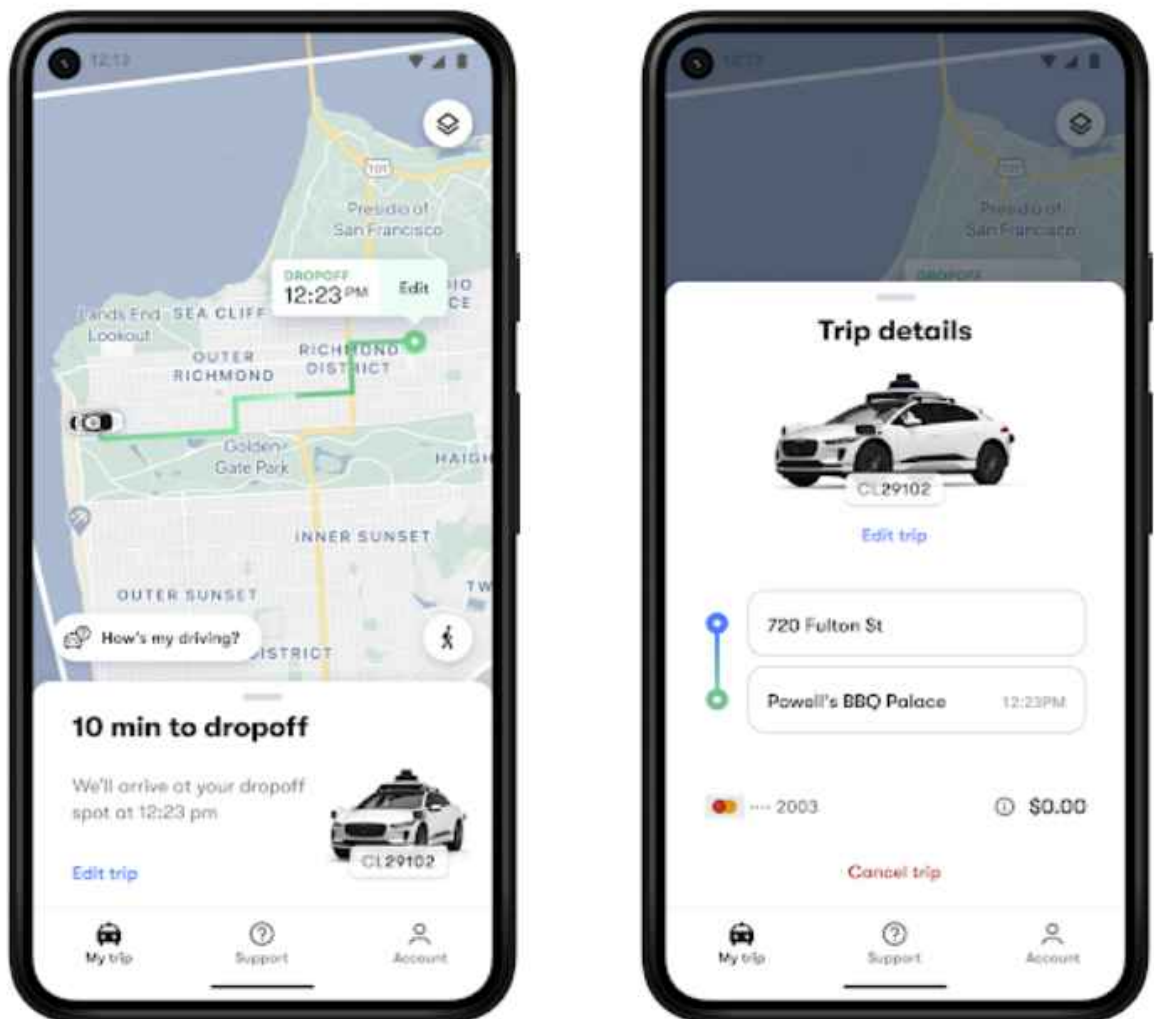 12:13
101
Presidio of
San Francisco
DROPOFF
12:23 PM
Edit
Lands End
Lookout
SEA CLIFF
OUTER
RICHMOND
RICHMOND
DISTRICT
Golden
Gate Park
HAIGH
INNER SUNSET
OUTER SUNSET
TW
How's my driving?
DISTRICT
10 min to dropoff
We'll arrive at your dropoff
spot at 12:23 pm
CL29102
Edit trip
My trip
Support
Account
101
Presidio of
San Francisco
DROPOFF
Trip details
CL29102
Edit trip
720 Fulton St
Powell's BBQ Palace
12:23PM
···· 2003
$0.00
Cancel trip
My trip
Support
Account